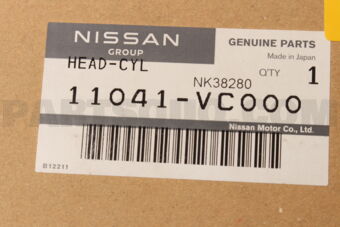 NISSAN
GROUP
GENUINE PARTS
Made in Japan
HEAD-CYL
NK38280
Q'TY 1
11041-VC000
Nissan Motor Co., Ltd.
B12211